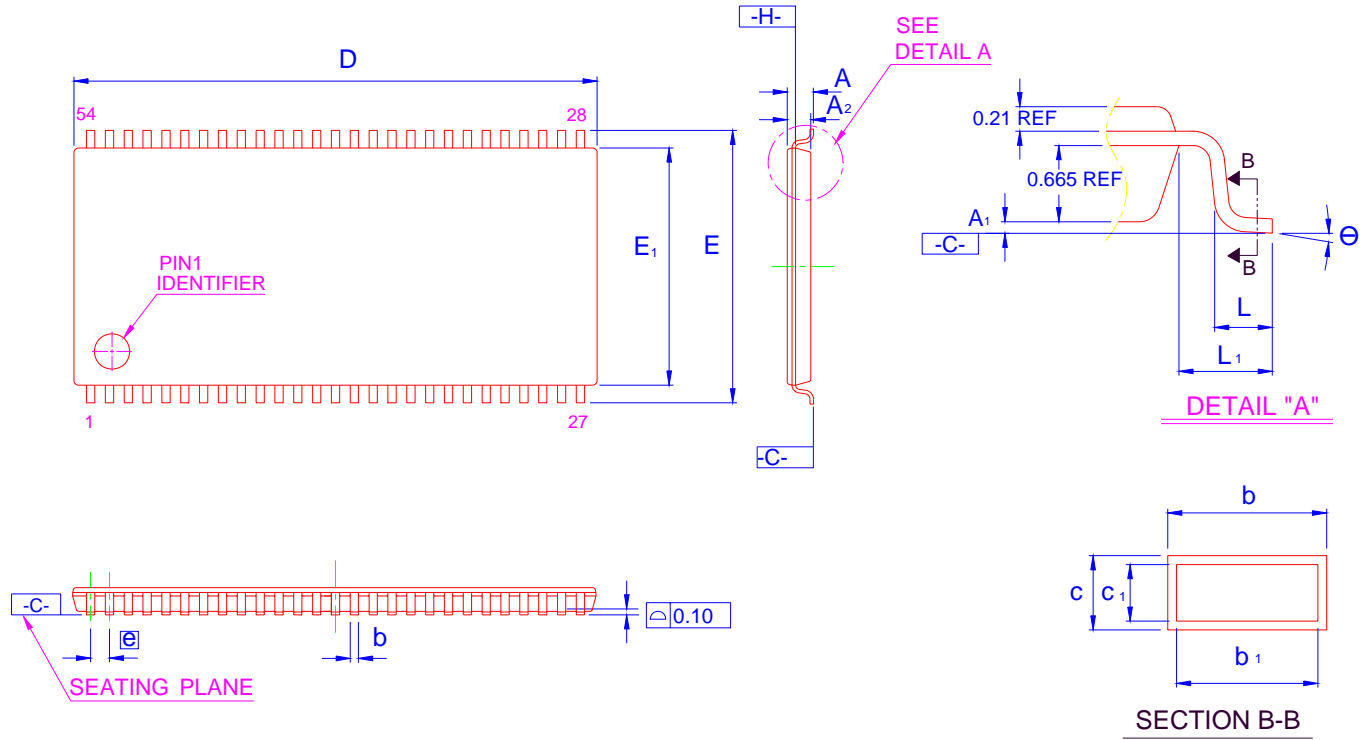 -H-
SEE
DETAIL A
D
A
A2
54
28
0.21 REF
B
0.665 REF
E1
E
A1
-C-
Θ
PIN1
IDENTIFIER
B
L
L1
1
27
DETAIL "A"
-C-
b
-C-
0.10
c
c1
e
b
b1
SEATING PLANE
SECTION B-B